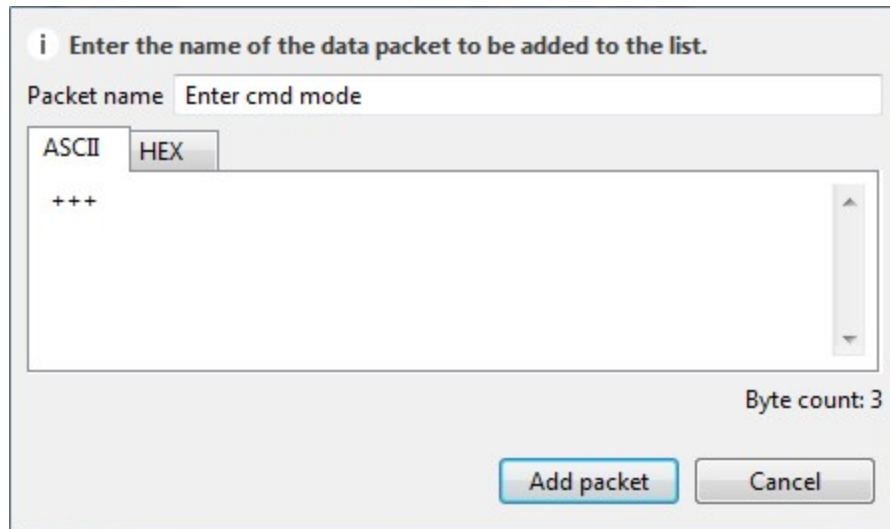 i Enter the name of the data packet to be added to the list.
Packet name Enter cmd mode
ASCII HEX
+++
Byte count: 3
Add packet Cancel